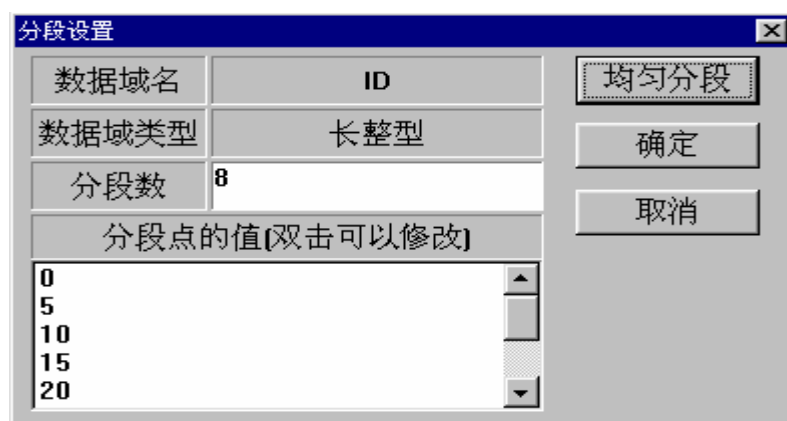 分段设置
数据域名 ID 均匀分段
数据域类型 长整型 确定
分段数 8 取消
分段点的值(双击可以修改)
0
5
10
15
20